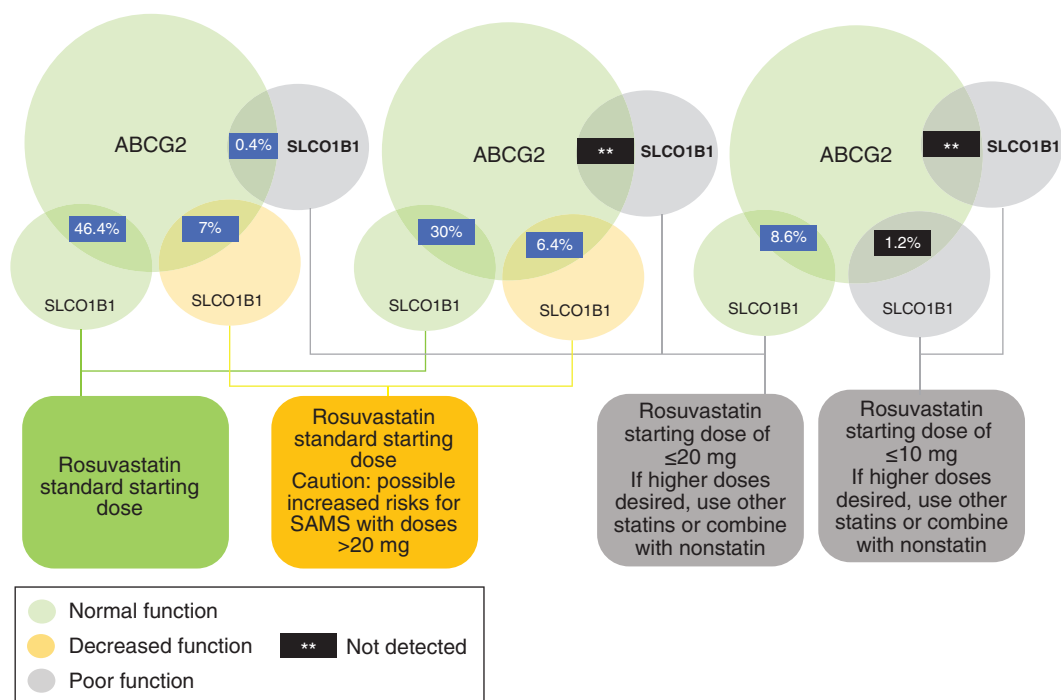 ABCG2
0.4%
SLCO1B1
46.4%
7%
SLCO1B1
SLCO1B1
ABCG2
**
SLCO1B1
30%
6.4%
SLCO1B1
SLCO1B1
ABCG2
**
SLCO1B1
8.6%
1.2%
SLCO1B1
SLCO1B1
Rosuvastatin
standard starting
dose
Rosuvastatin
standard starting
dose
Caution: possible
increased risks for
SAMS with doses
>20 mg
Rosuvastatin
starting dose of
≤20 mg
If higher doses
desired, use other
statins or combine
with nonstatin
Rosuvastatin
starting dose of
≤10 mg
If higher doses
desired, use other
statins or combine
with nonstatin
Normal function
Decreased function
** Not detected
Poor function